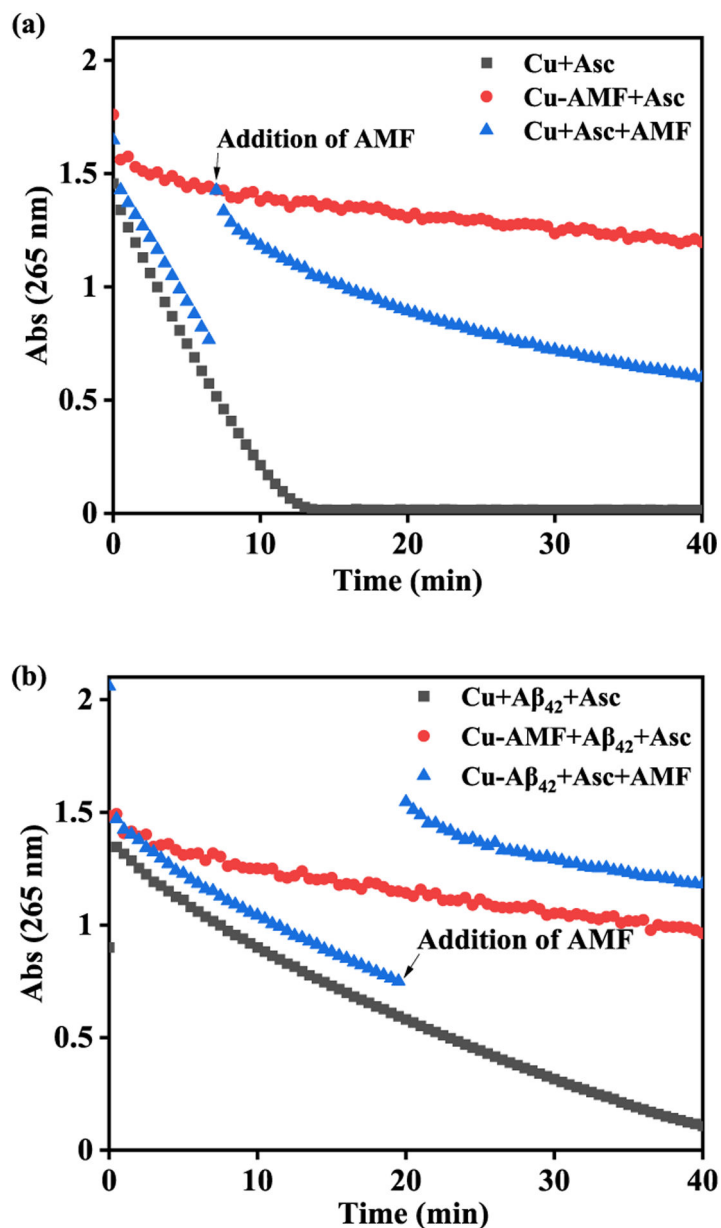 (a)
2
1.5
1
0.5
0
Abs (265 nm)
Cu+Asc
Cu-AMF+Asc
Cu+Asc+AMF
Addition of AMF
0
10
20
30
40
Time (min)
(b)
2
1.5
1
0.5
0
Abs (265 nm)
Cu+Aβ₄₂+Asc
Cu-AMF+Aβ₄₂+Asc
Cu-Aβ₄₂+Asc+AMF
Addition of AMF
0
10
20
30
40
Time (min)